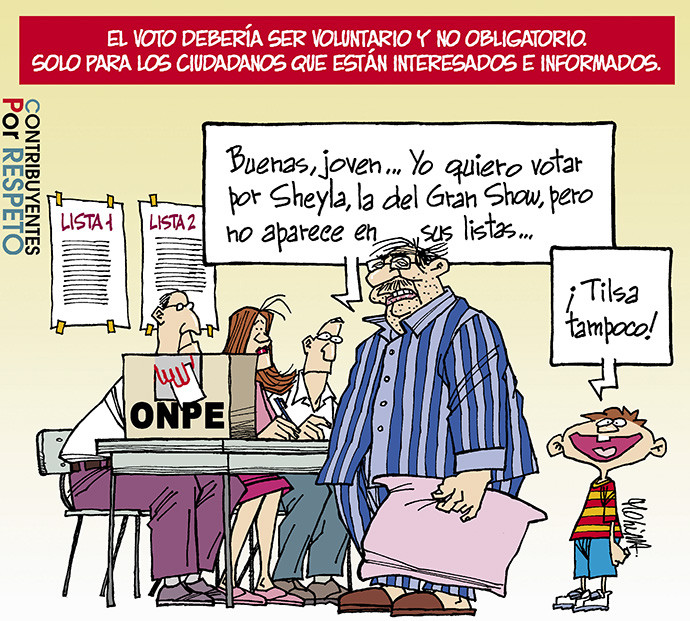 EL VOTO DEBERÍA SER VOLUNTARIO Y NO OBLIGATORIO.
SOLO PARA LOS CIUDADANOS QUE ESTÁN INTERESADOS E INFORMADOS.
CONTRIBUYENTES
Por RESPETO
LISTA 1
LISTA 2
Buenas, joven... Yo quiero votar
por Sheyla, la del Gran Show, pero
no aparece en sus listas...
¡Tilsa
tampoco!
ONPE
MOLINA